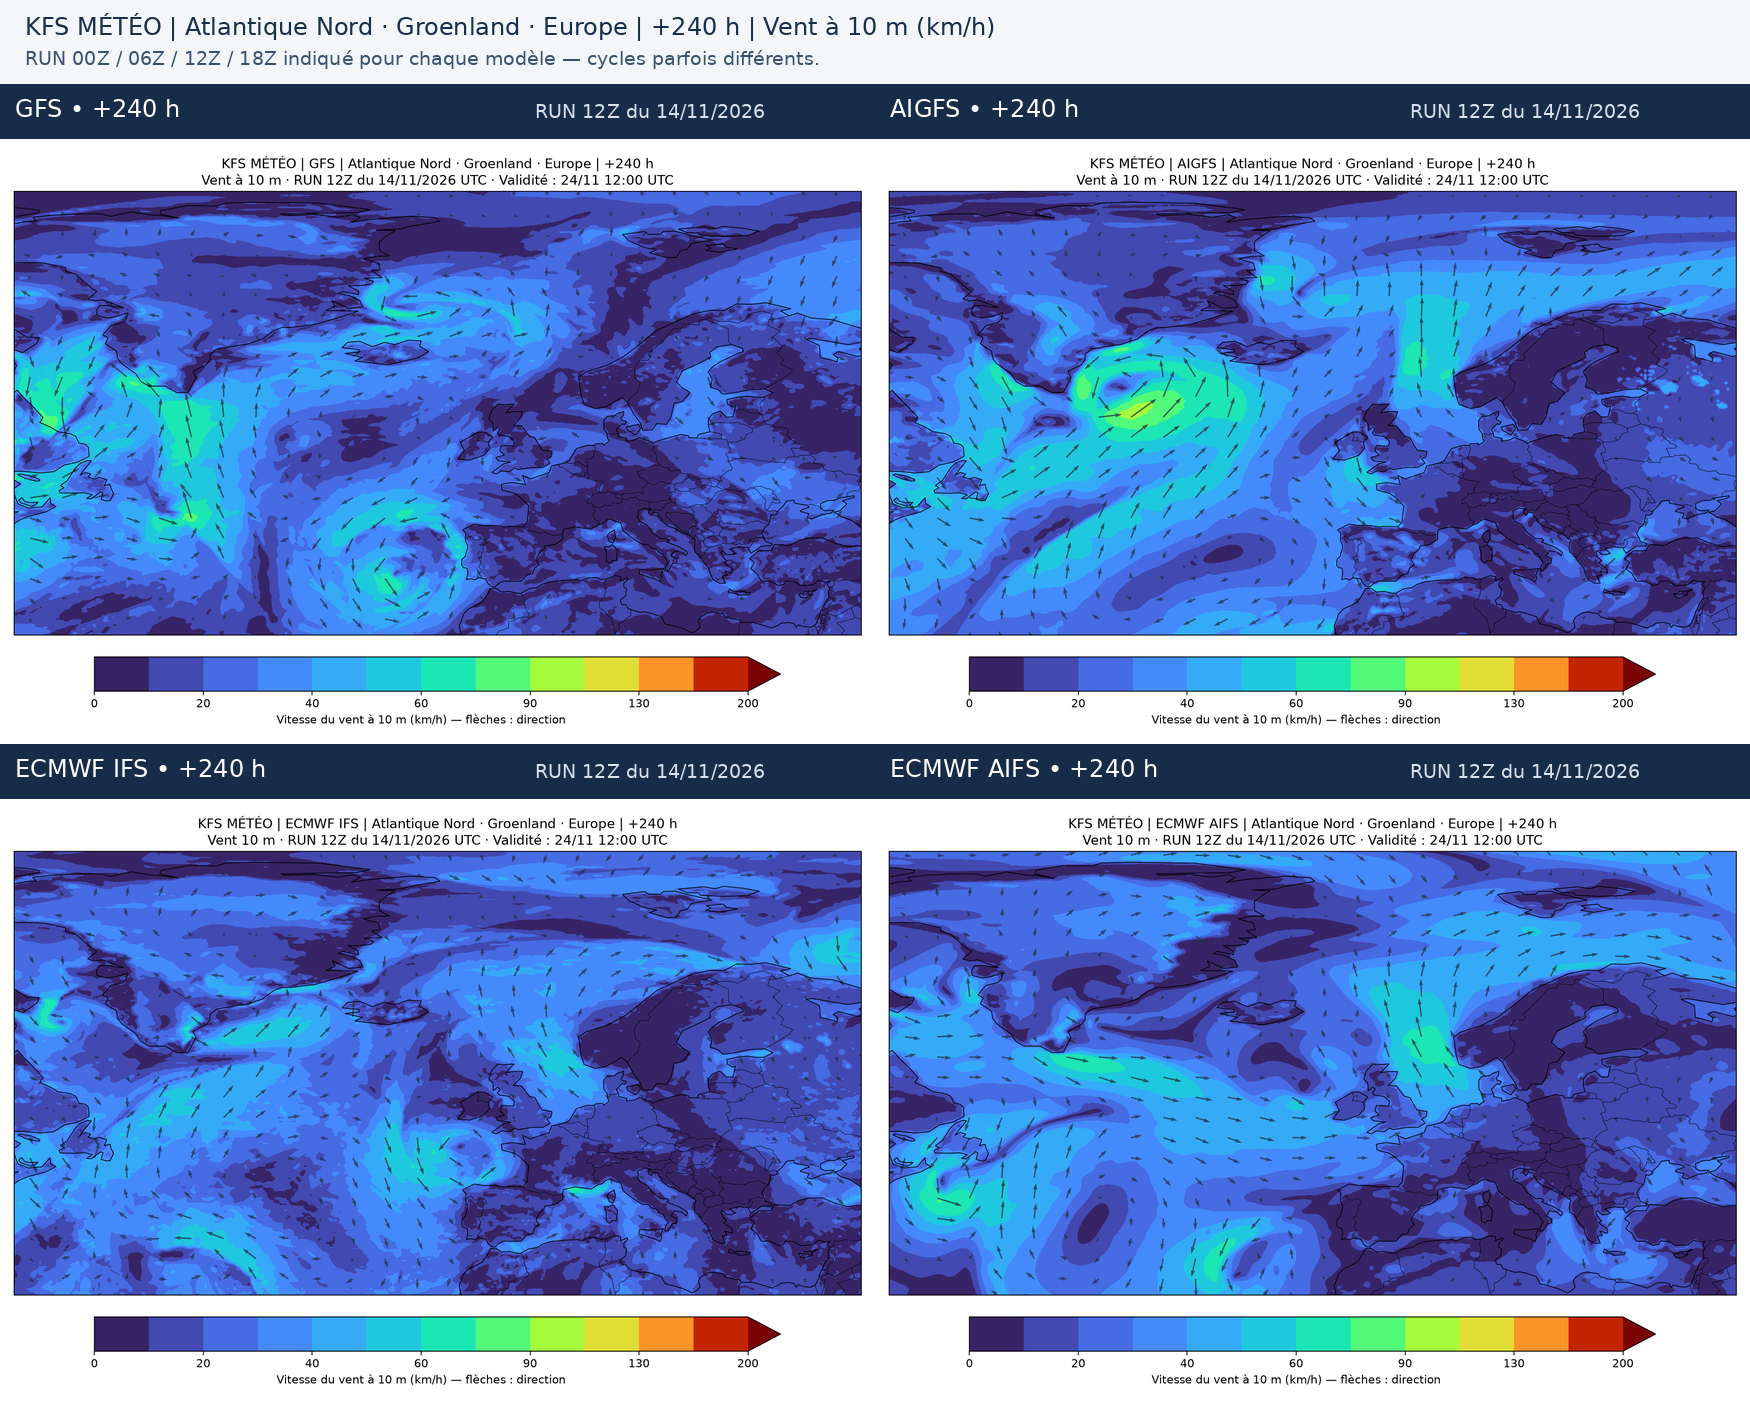 KFS MÉTÉO | Atlantique Nord · Groenland · Europe | +240 h | Vent à 10 m (km/h)
RUN 00Z / 06Z / 12Z / 18Z indiqué pour chaque modèle — cycles parfois différents.
GFS • +240 h
RUN 12Z du 14/11/2026
AIGFS • +240 h
RUN 12Z du 14/11/2026
KFS MÉTÉO | GFS | Atlantique Nord · Groenland · Europe | +240 h
Vent à 10 m · RUN 12Z du 14/11/2026 UTC · Validité : 24/11 12:00 UTC
0 20 40 60 90 130 200
Vitesse du vent à 10 m (km/h) — flèches : direction
KFS MÉTÉO | AIGFS | Atlantique Nord · Groenland · Europe | +240 h
Vent à 10 m · RUN 12Z du 14/11/2026 UTC · Validité : 24/11 12:00 UTC
0 20 40 60 90 130 200
Vitesse du vent à 10 m (km/h) — flèches : direction
ECMWF IFS • +240 h
RUN 12Z du 14/11/2026
ECMWF AIFS • +240 h
RUN 12Z du 14/11/2026
KFS MÉTÉO | ECMWF IFS | Atlantique Nord · Groenland · Europe | +240 h
Vent 10 m · RUN 12Z du 14/11/2026 UTC · Validité : 24/11 12:00 UTC
0 20 40 60 90 130 200
Vitesse du vent à 10 m (km/h) — flèches : direction
KFS MÉTÉO | ECMWF AIFS | Atlantique Nord · Groenland · Europe | +240 h
Vent 10 m · RUN 12Z du 14/11/2026 UTC · Validité : 24/11 12:00 UTC
0 20 40 60 90 130 200
Vitesse du vent à 10 m (km/h) — flèches : direction